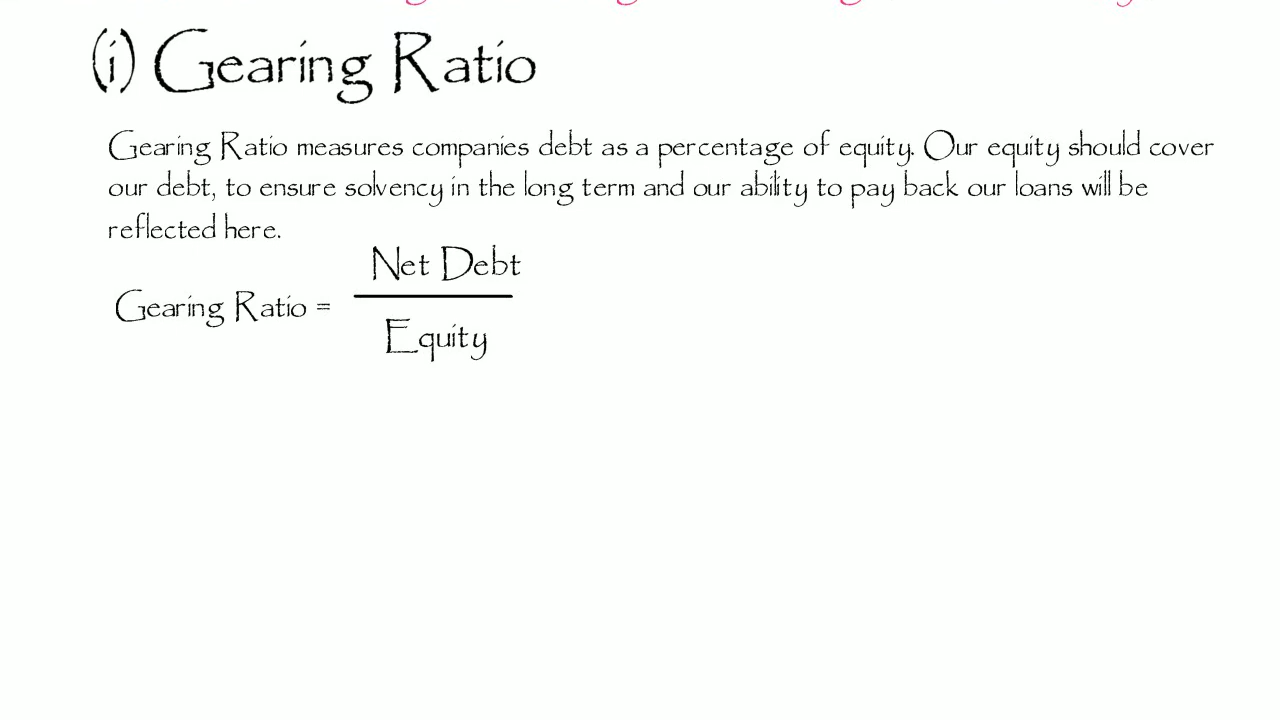 (i) Gearing Ratio
Gearing Ratio measures companies debt as a percentage of equity. Our equity should cover
our debt, to ensure solvency in the long term and our ability to pay back our loans will be
reflected here.
Net Debt
Gearing Ratio =
Equity